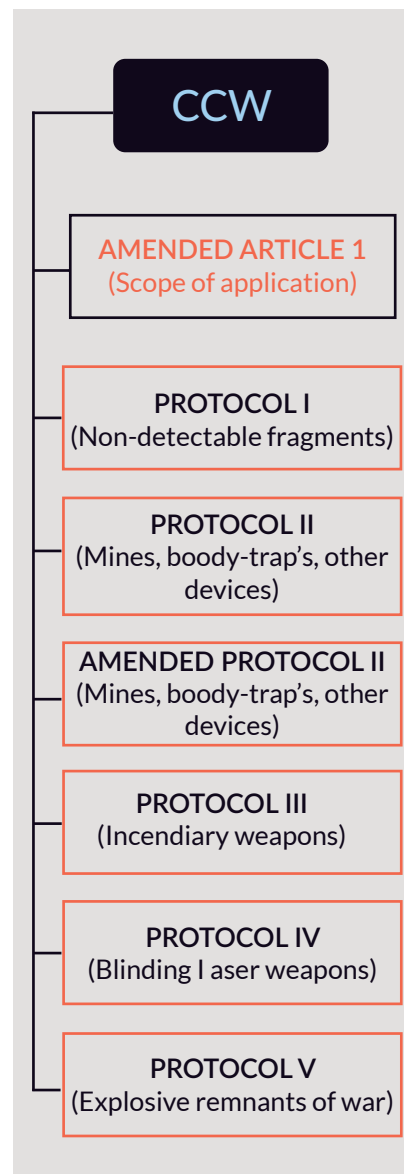 CCW
AMENDED ARTICLE 1
(Scope of application)
PROTOCOL I
(Non-detectable fragments)
PROTOCOL II
(Mines, boody-trap’s, other
devices)
AMENDED PROTOCOL II
(Mines, boody-trap’s, other
devices)
PROTOCOL III
(Incendiary weapons)
PROTOCOL IV
(Blinding l aser weapons)
PROTOCOL V
(Explosive remnants of war)